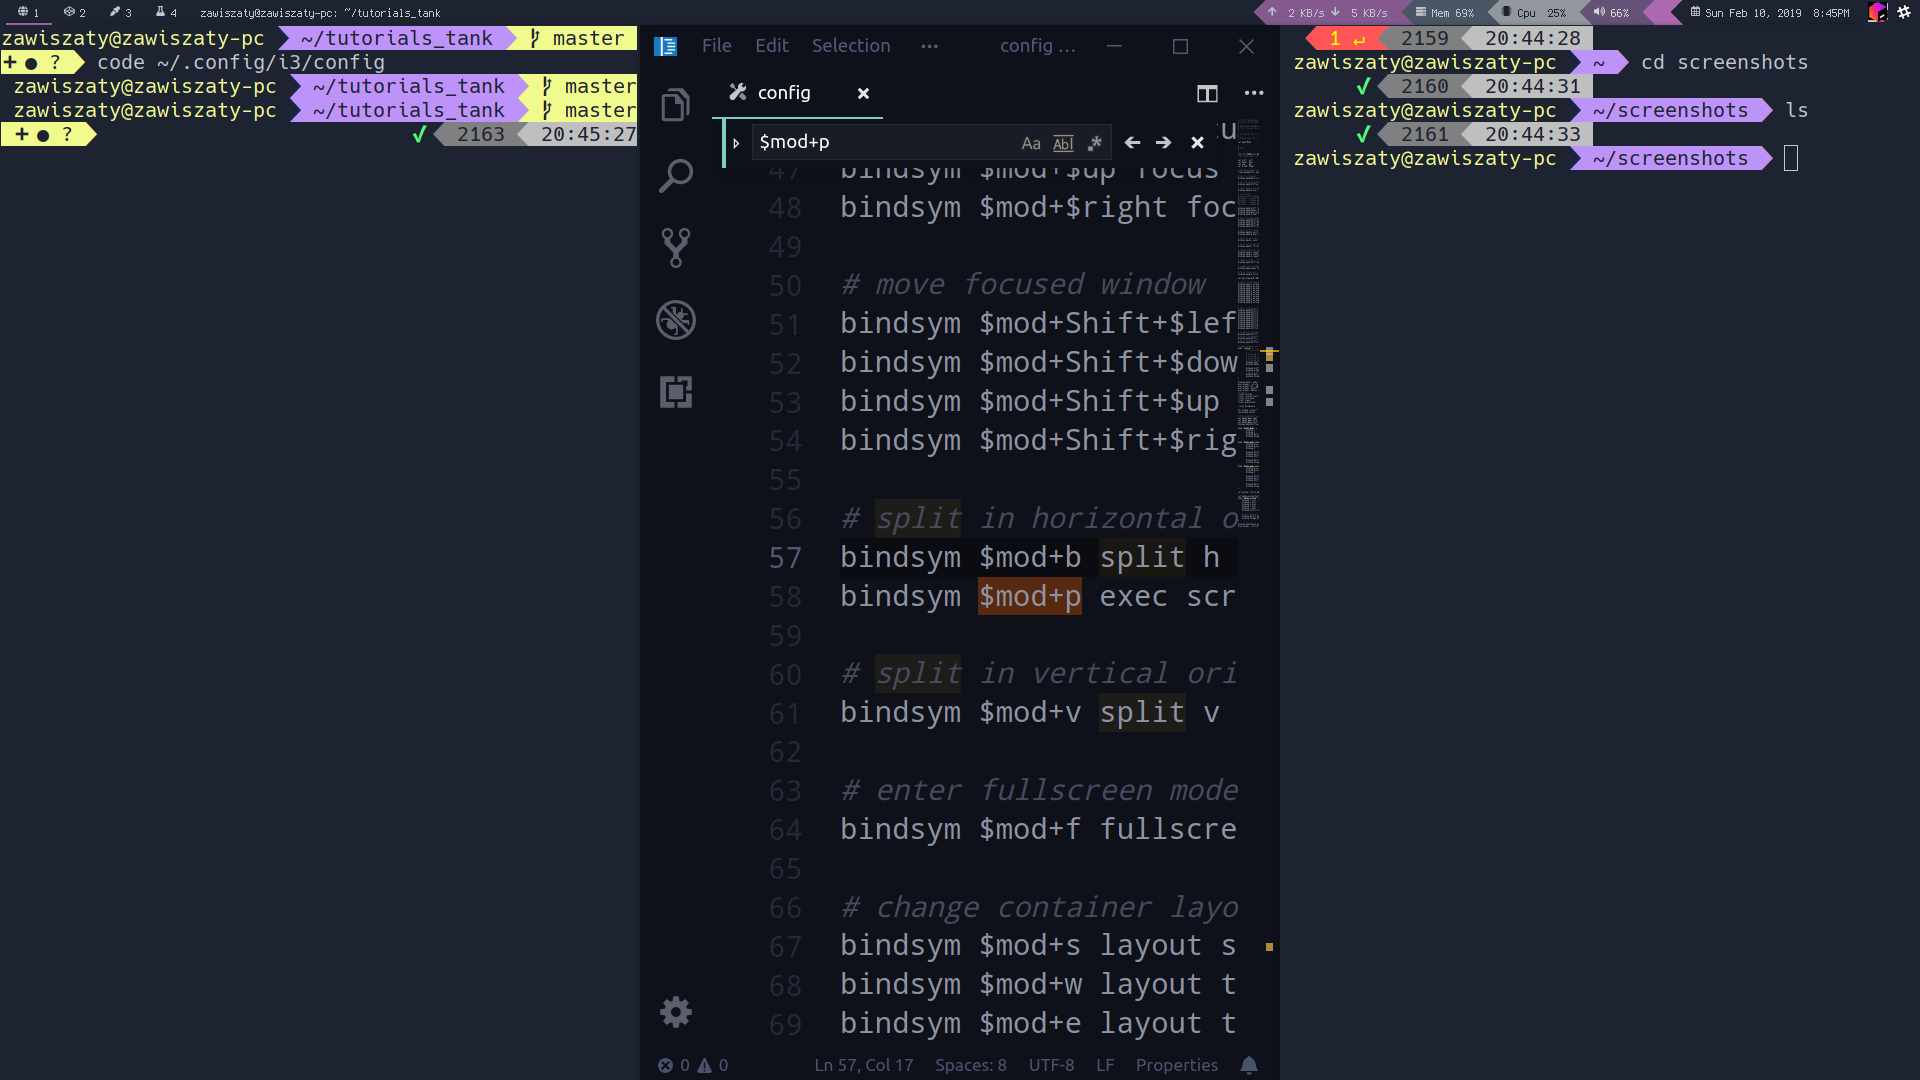 1 2 3 4 zawiszaty@zawiszaty-pc: ~/tutorials_tank
2 KB/s 5 KB/s Mem 69% Cpu 25% 66% Sun Feb 10, 2019 8:45PM
zawiszaty@zawiszaty-pc ~/tutorials_tank master
+ ● ? code ~/.config/i3/config
zawiszaty@zawiszaty-pc ~/tutorials_tank master
zawiszaty@zawiszaty-pc ~/tutorials_tank master
+ ● ? ✓ 2163 20:45:27
File Edit Selection ··· config ...
config
$mod+p Aa Abl .*
47 bindsym $mod+$up focus
48 bindsym $mod+$right foc
49
50 # move focused window
51 bindsym $mod+Shift+$lef
52 bindsym $mod+Shift+$dow
53 bindsym $mod+Shift+$up
54 bindsym $mod+Shift+$rig
55
56 # split in horizontal o
57 bindsym $mod+b split h
58 bindsym $mod+p exec scr
59
60 # split in vertical ori
61 bindsym $mod+v split v
62
63 # enter fullscreen mode
64 bindsym $mod+f fullscre
65
66 # change container layo
67 bindsym $mod+s layout s
68 bindsym $mod+w layout t
69 bindsym $mod+e layout t
0 0 Ln 57, Col 17 Spaces: 8 UTF-8 LF Properties
1 ↵ 2159 20:44:28
zawiszaty@zawiszaty-pc ~ cd screenshots
✓ 2160 20:44:31
zawiszaty@zawiszaty-pc ~/screenshots ls
✓ 2161 20:44:33
zawiszaty@zawiszaty-pc ~/screenshots